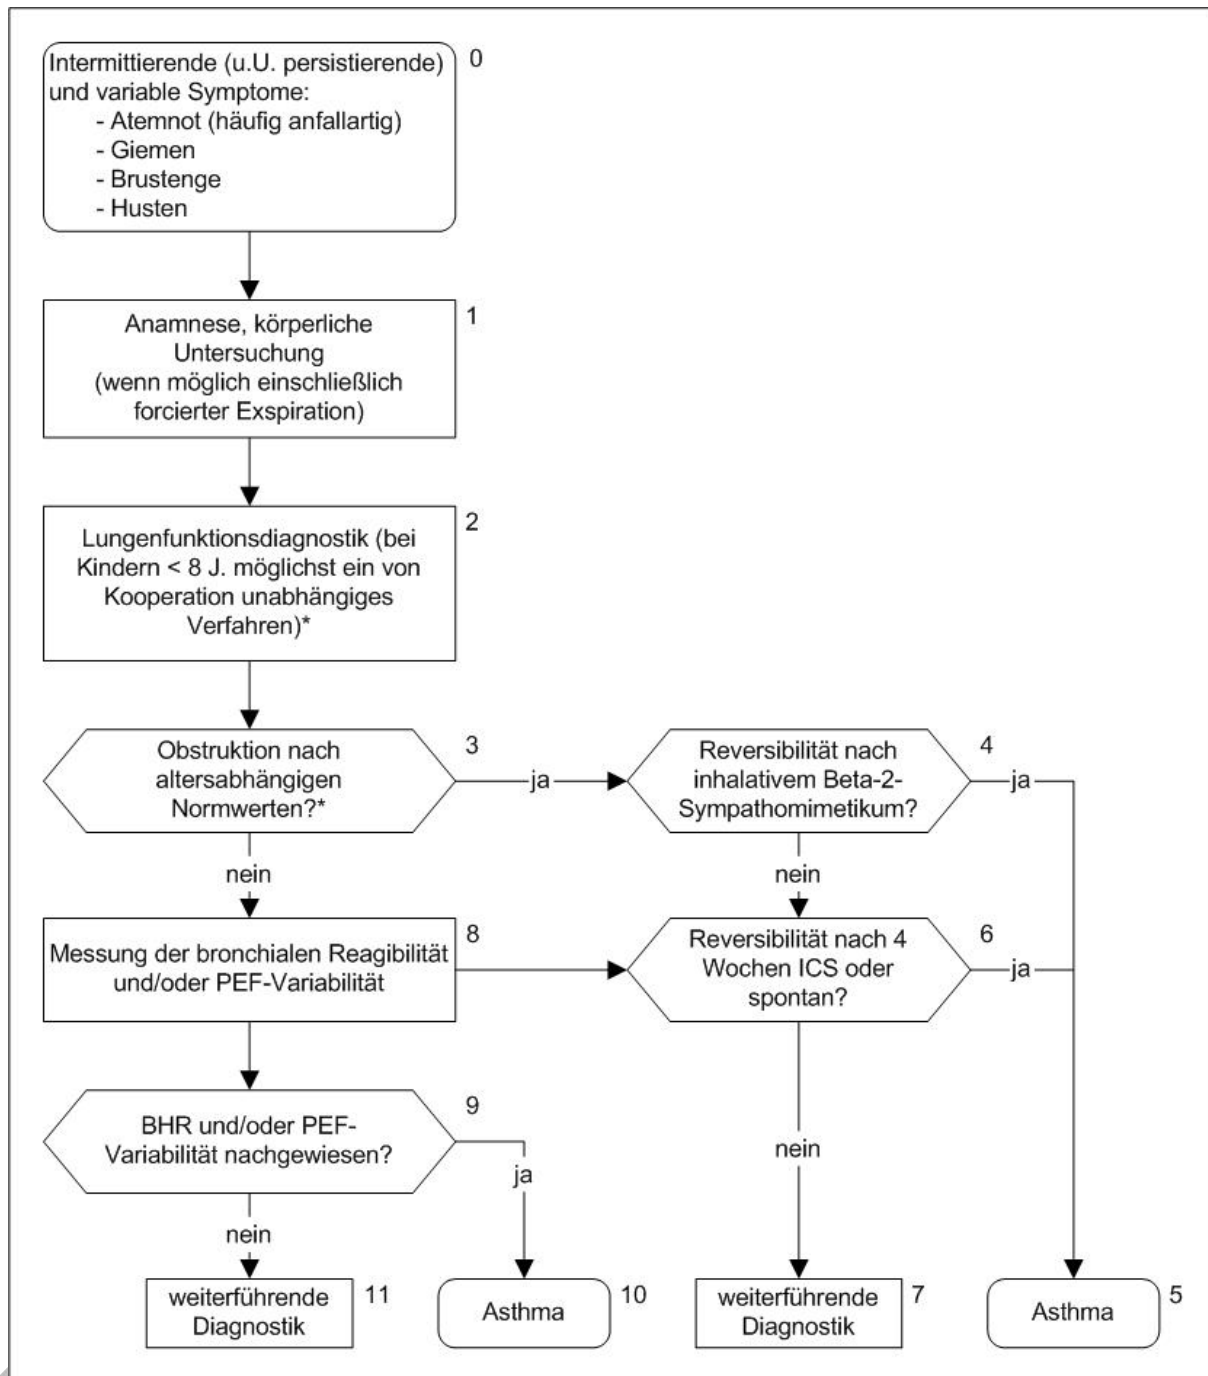 Intermittierende (u.U. persistierende)
und variable Symptome:
- Atemnot (häufig anfallartig)
- Giemen
- Brustenge
- Husten
0
Anamnese, körperliche
Untersuchung
(wenn möglich einschließlich
forcierter Exspiration)
1
Lungenfunktionsdiagnostik (bei
Kindern < 8 J. möglichst ein von
Kooperation unabhängiges
Verfahren)*
2
Obstruktion nach
altersabhängigen
Normwerten?*
3
ja
Reversibilität nach
inhalativem Beta-2-
Sympathomimetikum?
4
ja
nein
nein
Messung der bronchialen Reagibilität
und/oder PEF-Variabilität
8
Reversibilität nach 4
Wochen ICS oder
spontan?
6
ja
BHR und/oder PEF-
Variabilität nachgewiesen?
9
ja
nein
nein
weiterführende
Diagnostik
11
Asthma
10
weiterführende
Diagnostik
7
Asthma
5